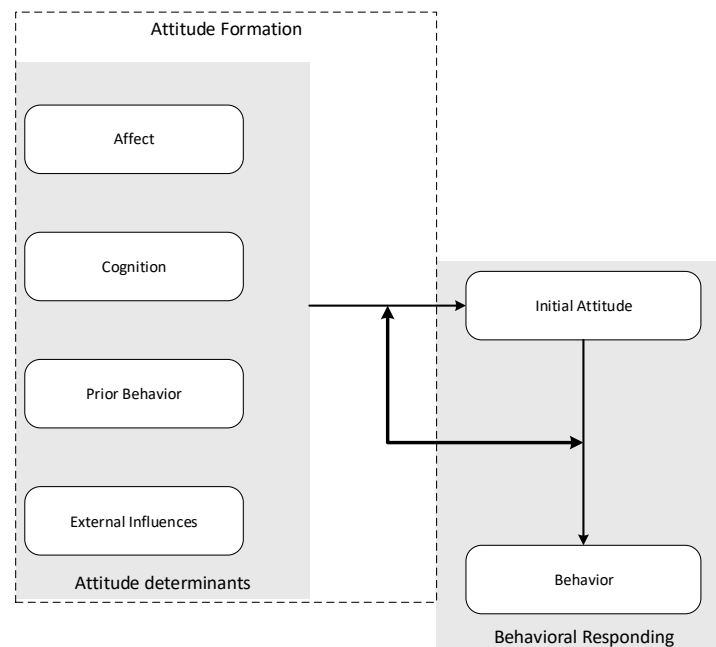 Attitude Formation
Affect
Cognition
Prior Behavior
External Influences
Attitude determinants
Initial Attitude
Behavior
Behavioral Responding